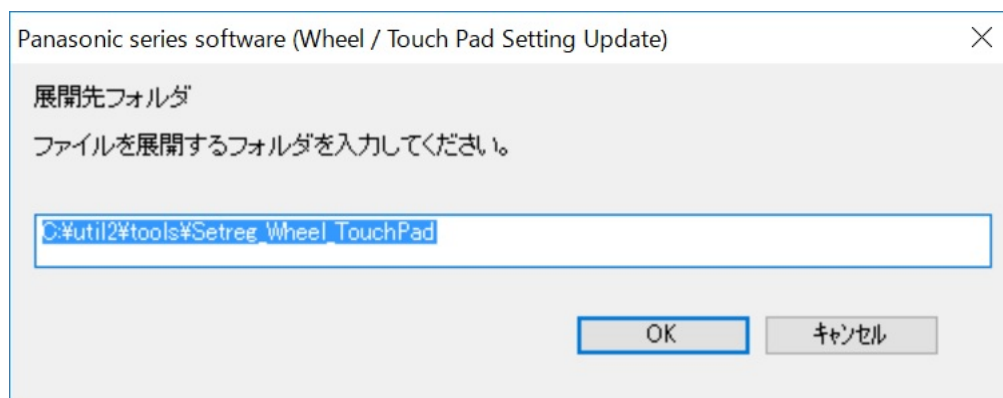 Panasonic series software (Wheel / Touch Pad Setting Update)
展開先フォルダ
ファイルを展開するフォルダを入力してください。
C:¥util2¥tools¥Setreg_Wheel_TouchPad
OK
キャンセル